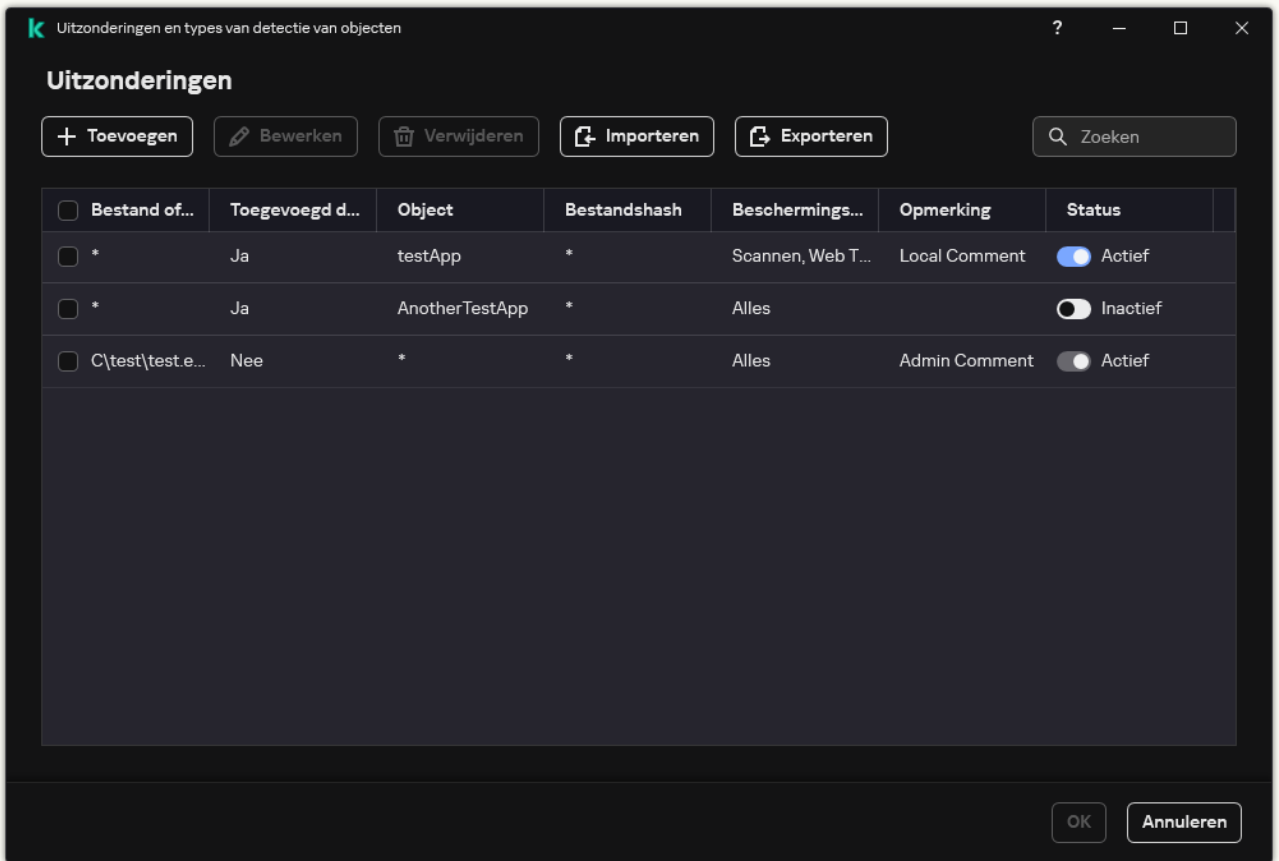 Uitzonderingen en types van detectie van objecten ?
Uitzonderingen
Toevoegen Bewerken Verwijderen Importeren Exporteren Zoeken
Bestand of... Toegevoegd d... Object Bestandshash Beschermings... Opmerking Status
* Ja testApp * Scannen, Web T... Local Comment Actief
* Ja AnotherTestApp * Alles Inactief
C\test\test.e... Nee * * Alles Admin Comment Actief
OK Annuleren